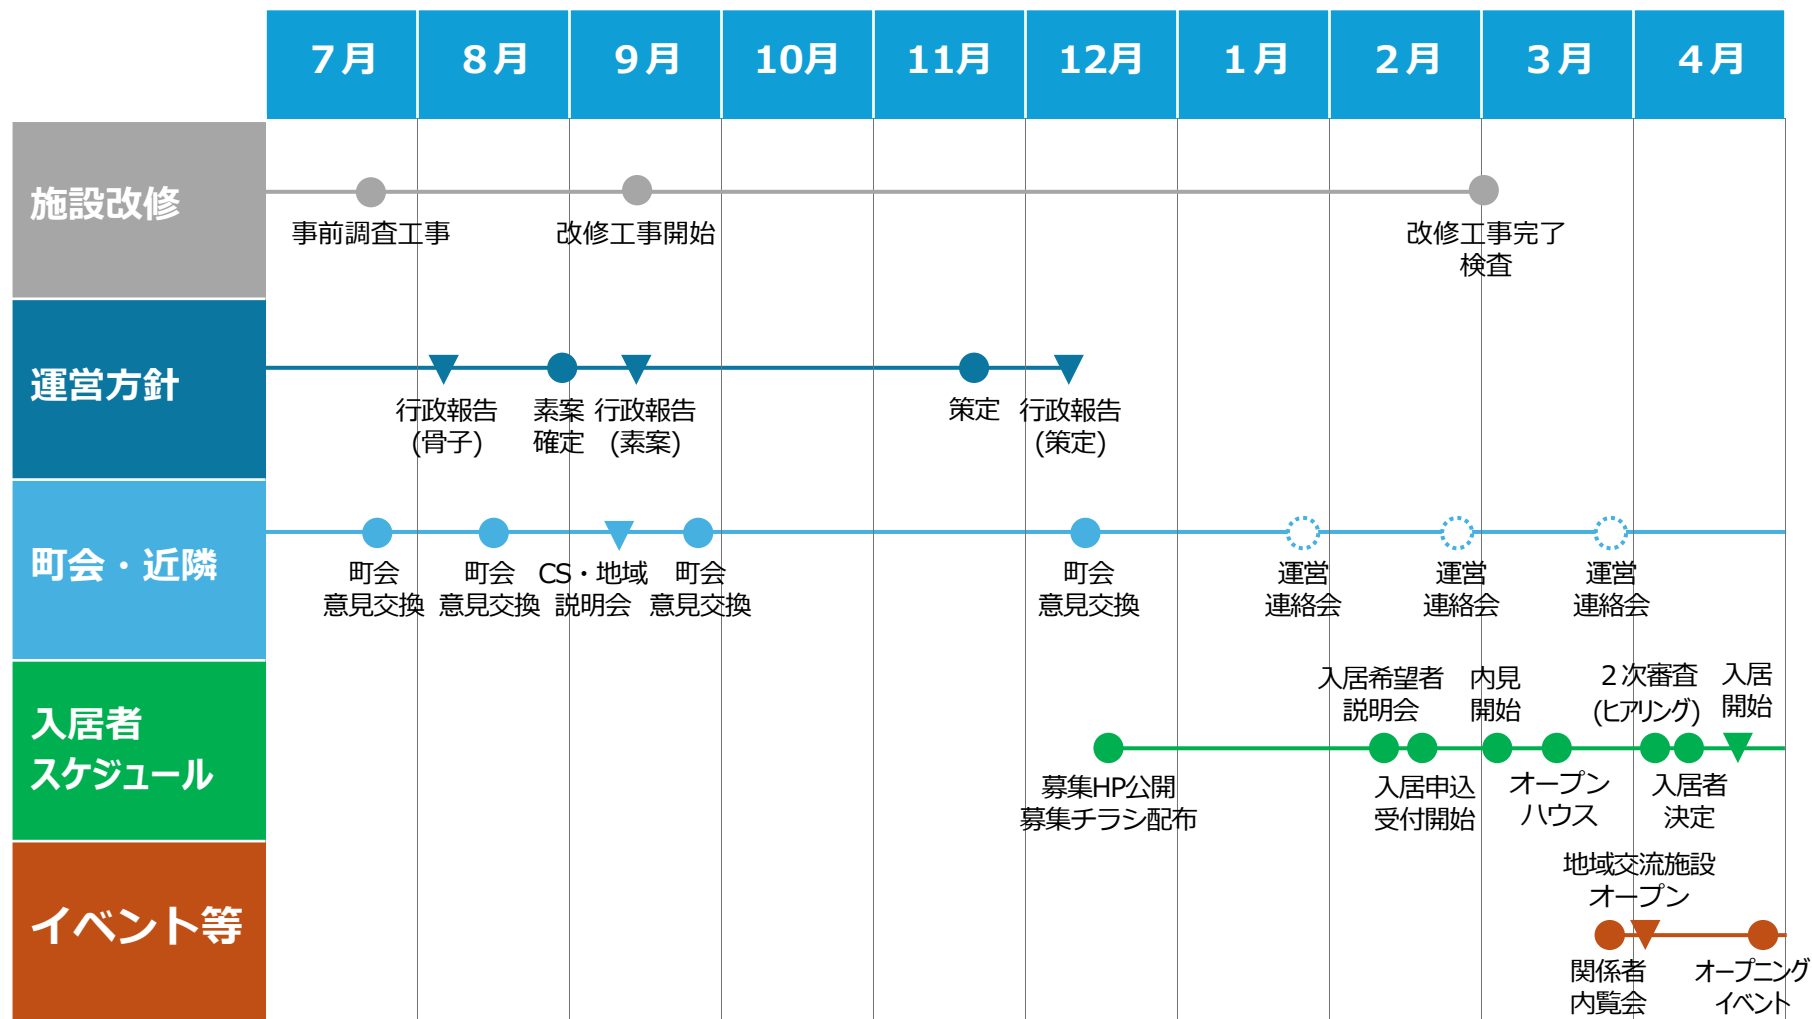 ７月 ８月 ９月 10月 11月 12月 １月 ２月 ３月 ４月
施設改修
事前調査工事
改修工事開始
改修工事完了
検査
運営方針
行政報告
(骨子)
素案
確定
行政報告
(素案)
策定
行政報告
(策定)
町会・近隣
町会
意見交換
町会
意見交換
CS・地域
説明会
町会
意見交換
町会
意見交換
運営
連絡会
運営
連絡会
運営
連絡会
入居者
スケジュール
募集HP公開
募集チラシ配布
入居希望者
説明会
入居申込
受付開始
内見
開始
オープン
ハウス
２次審査
(ヒアリング)
入居者
決定
入居
開始
イベント等
関係者
内覧会
地域交流施設
オープン
オープニング
イベント